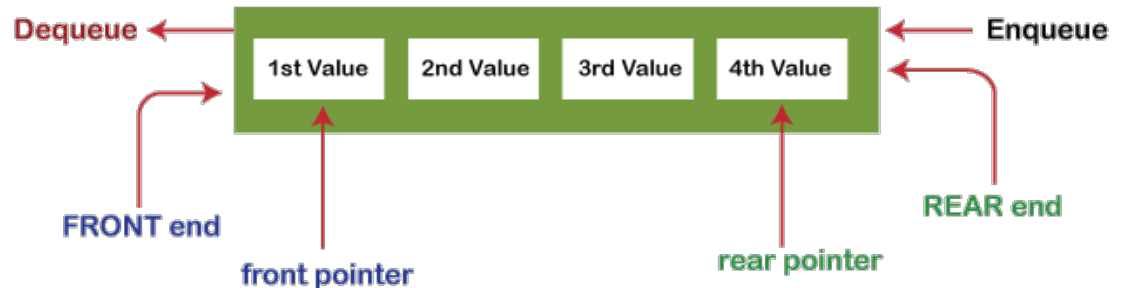 Dequeue
Enqueue
1st Value 2nd Value 3rd Value 4th Value
FRONT end
REAR end
front pointer
rear pointer